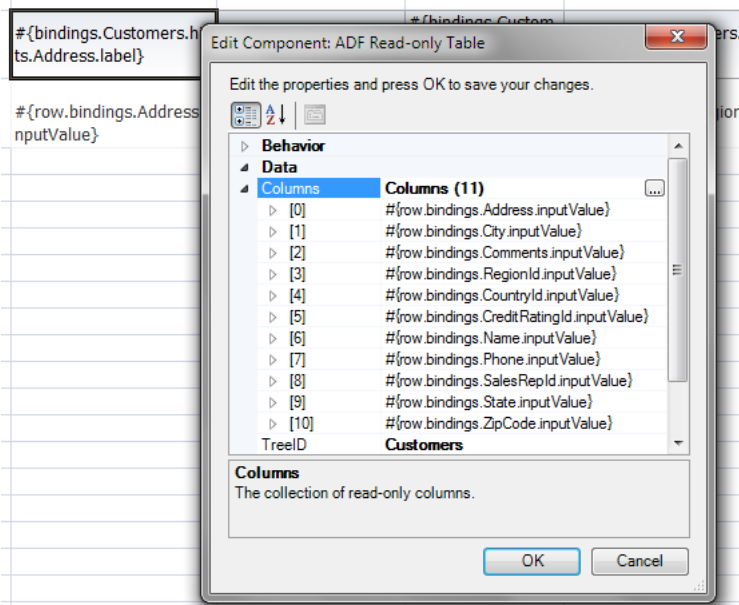 #{bindings.Customers.h
ts.Address.label}
#{bindings.Custom
ers.
Edit Component: ADF Read-only Table
#{row.bindings.Address
nputValue}
gion
Edit the properties and press OK to save your changes.
Behavior
Data
Columns Columns (11) ...
[0] #{row.bindings.Address.inputValue}
[1] #{row.bindings.City.inputValue}
[2] #{row.bindings.Comments.inputValue}
[3] #{row.bindings.RegionId.inputValue}
[4] #{row.bindings.CountryId.inputValue}
[5] #{row.bindings.CreditRatingId.inputValue}
[6] #{row.bindings.Name.inputValue}
[7] #{row.bindings.Phone.inputValue}
[8] #{row.bindings.SalesRepId.inputValue}
[9] #{row.bindings.State.inputValue}
[10] #{row.bindings.ZipCode.inputValue}
TreeID Customers
Columns
The collection of read-only columns.
OK Cancel